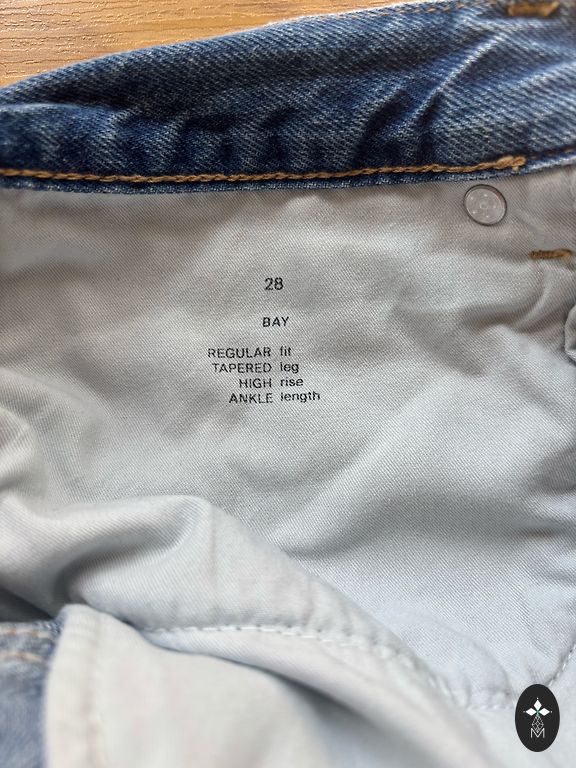 28
BAY
REGULAR fit
TAPERED leg
HIGH rise
ANKLE length
M